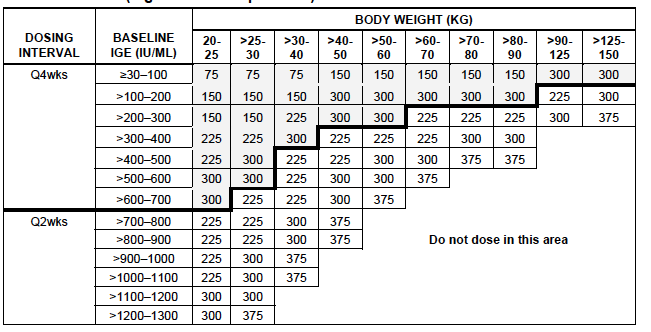 BODY WEIGHT (KG)
DOSING INTERVAL BASELINE IGE (IU/ML) 20-25 >25-30 >30-40 >40-50 >50-60 >60-70 >70-80 >80-90 >90-125 >125-150
Q4wks ≥30–100 75 75 75 150 150 150 150 150 300 300
>100–200 150 150 150 300 300 300 300 300 225 300
>200–300 150 150 225 300 300 225 225 225 300 375
>300–400 225 225 300 225 225 225 300 300
>400–500 225 300 225 225 300 300 375 375
>500–600 300 300 225 300 300 375
>600–700 300 225 225 300 375
Q2wks >700–800 225 225 300 375
>800–900 225 225 300 375
>900–1000 225 300 375
>1000–1100 225 300 375
>1100–1200 300 300
>1200–1300 300 375
Do not dose in this area